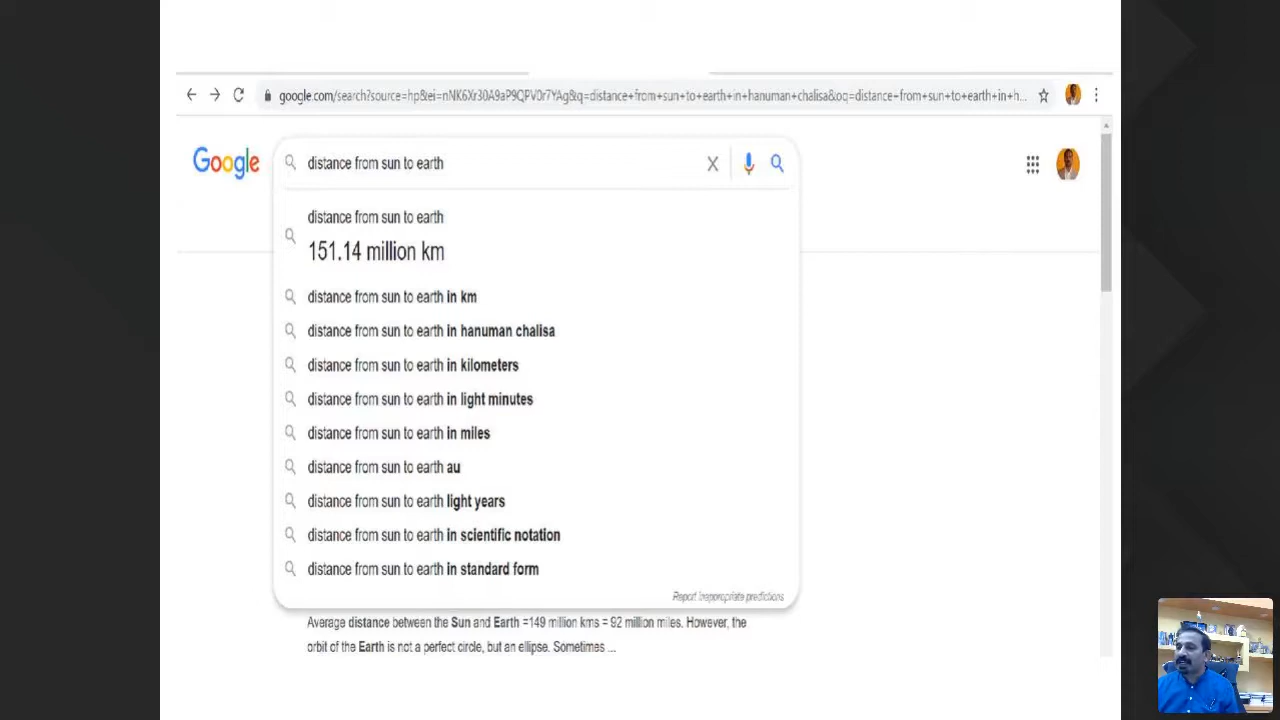 google.com/search?source=hp&ei=nNK6Xr30A9aP9QPV0r7YAg&q=distance+from+sun+to+earth+in+hanuman+chalisa&oq=distance+from+sun+to+earth+in+h...
Google
distance from sun to earth
distance from sun to earth
151.14 million km
distance from sun to earth in km
distance from sun to earth in hanuman chalisa
distance from sun to earth in kilometers
distance from sun to earth in light minutes
distance from sun to earth in miles
distance from sun to earth au
distance from sun to earth light years
distance from sun to earth in scientific notation
distance from sun to earth in standard form
Report inappropriate predictions
Average distance between the Sun and Earth =149 million kms = 92 million miles. However, the
orbit of the Earth is not a perfect circle, but an ellipse. Sometimes ...